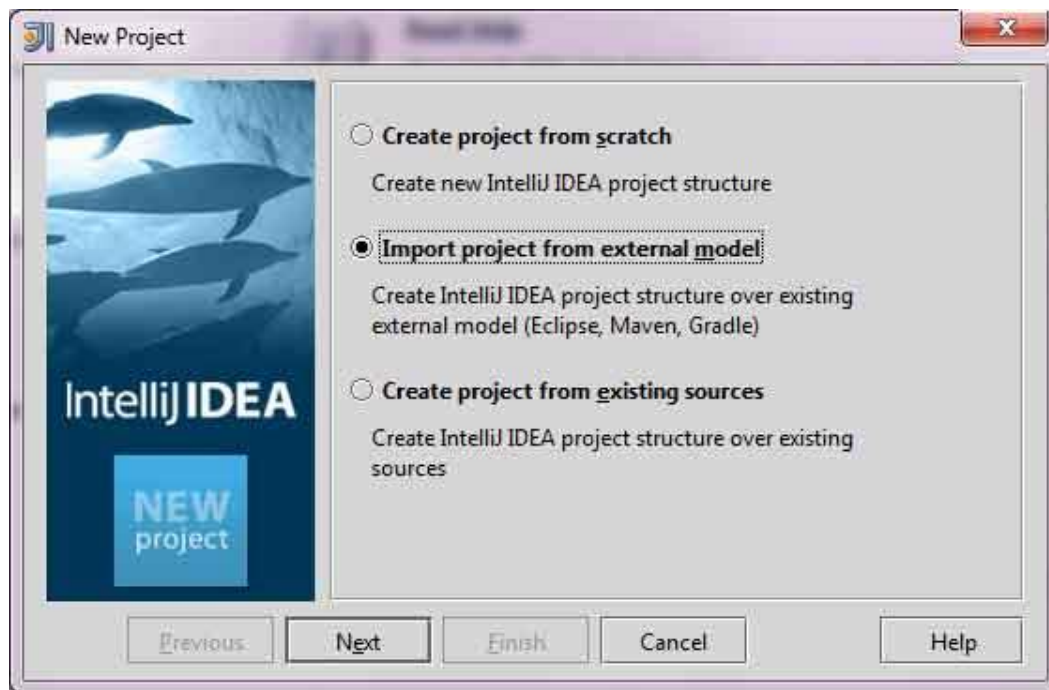 New Project
Create project from scratch
Create new IntelliJ IDEA project structure
Import project from external model
Create IntelliJ IDEA project structure over existing
external model (Eclipse, Maven, Gradle)
Create project from existing sources
Create IntelliJ IDEA project structure over existing
sources
IntelliJ IDEA
NEW
project
Previous Next Finish Cancel Help